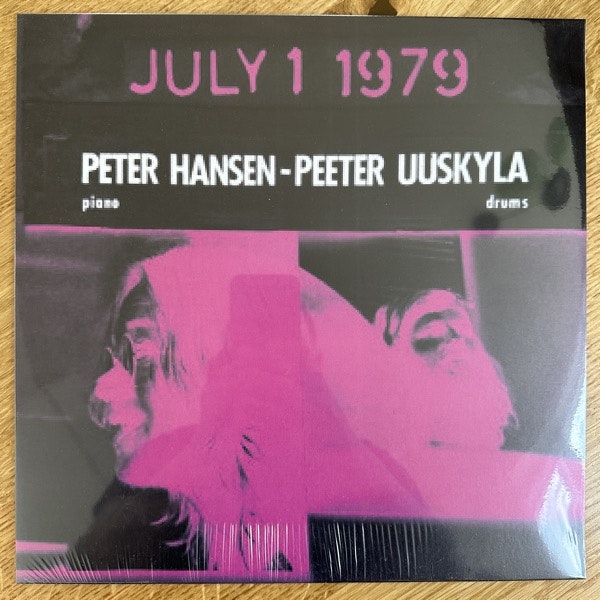 JULY 1 1979
PETER HANSEN-PEETER UUSKYLA
piano drums